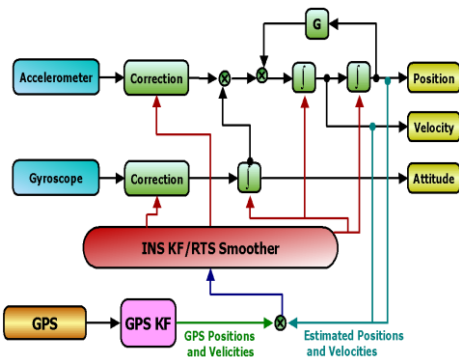 G
Accelerometer
Correction
∫
∫
Position
Velocity
Gyroscope
Correction
∫
Attitude
INS KF/RTS Smoother
GPS
GPS KF
GPS Positions
and Velicities
Estimated Positions
and Velocities